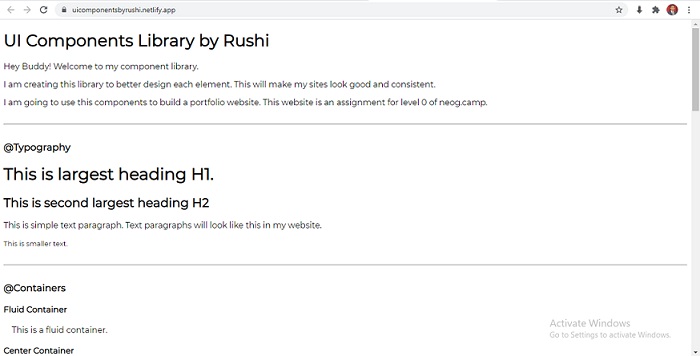 uicomponentsbyrushi.netlify.app
UI Components Library by Rushi
Hey Buddy! Welcome to my component library.
I am creating this library to better design each element. This will make my sites look good and consistent.
I am going to use this components to build a portfolio website. This website is an assignment for level 0 of neog.camp.
@Typography
This is largest heading H1.
This is second largest heading H2
This is simple text paragraph. Text paragraphs will look like this in my website.
This is smaller text.
@Containers
Fluid Container
This is a fluid container.
Center Container
Activate Windows
Go to Settings to activate Windows.